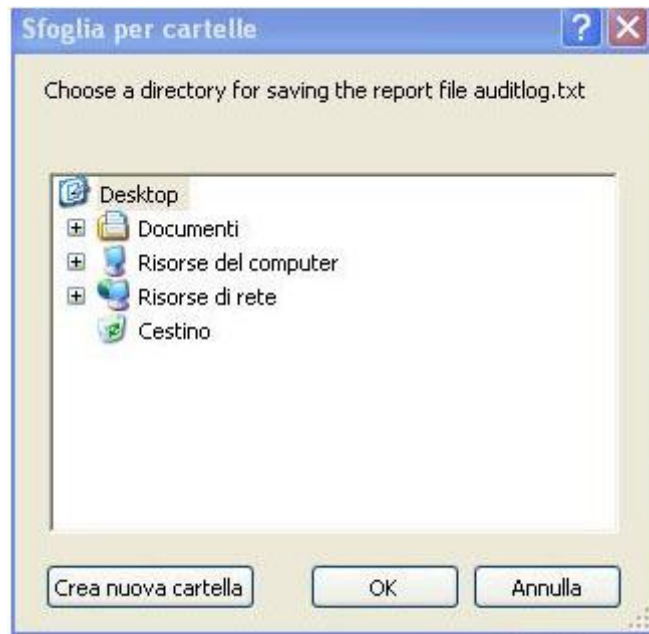 Sfoglia per cartelle
Choose a directory for saving the report file auditlog.txt
Desktop
Documenti
Risorse del computer
Risorse di rete
Cestino
Crea nuova cartella
OK
Annulla